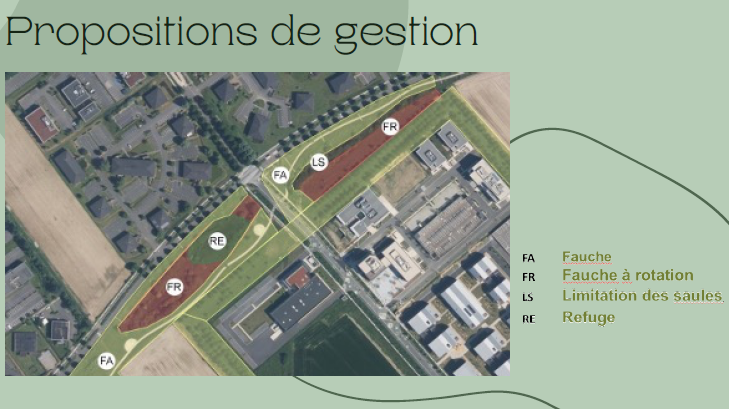 Propositions de gestion
FR
LS
FA
RE
FR
FA
FA Fauche
FR Fauche à rotation
LS Limitation des saules
RE Refuge